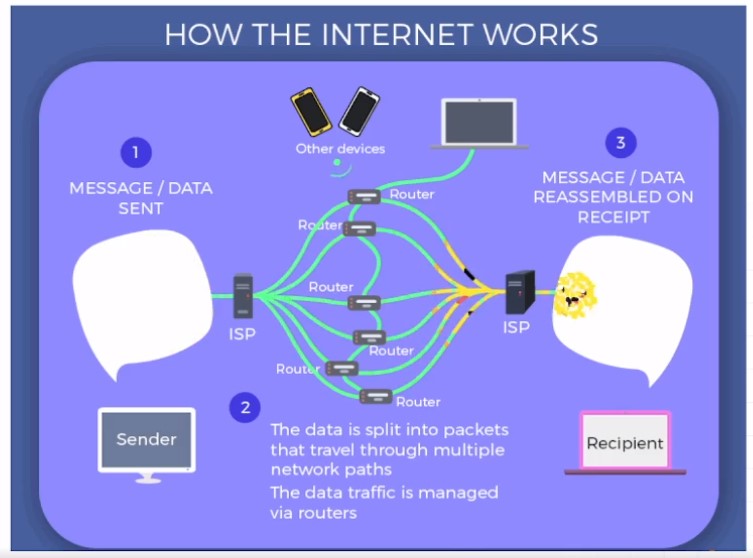 HOW THE INTERNET WORKS
1
MESSAGE / DATA
SENT
Other devices
3
MESSAGE / DATA
REASSEMBLED ON
RECEIPT
Router
Router
Router
ISP
ISP
Router
Router
Router
2
The data is split into packets
that travel through multiple
network paths
The data traffic is managed
via routers
Sender
Recipient